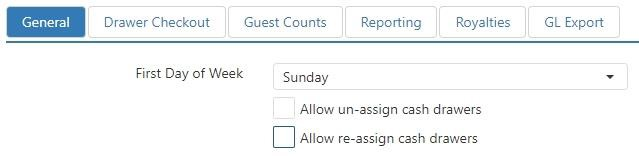 General Drawer Checkout Guest Counts Reporting Royalties GL Export
First Day of Week Sunday
Allow un-assign cash drawers
Allow re-assign cash drawers